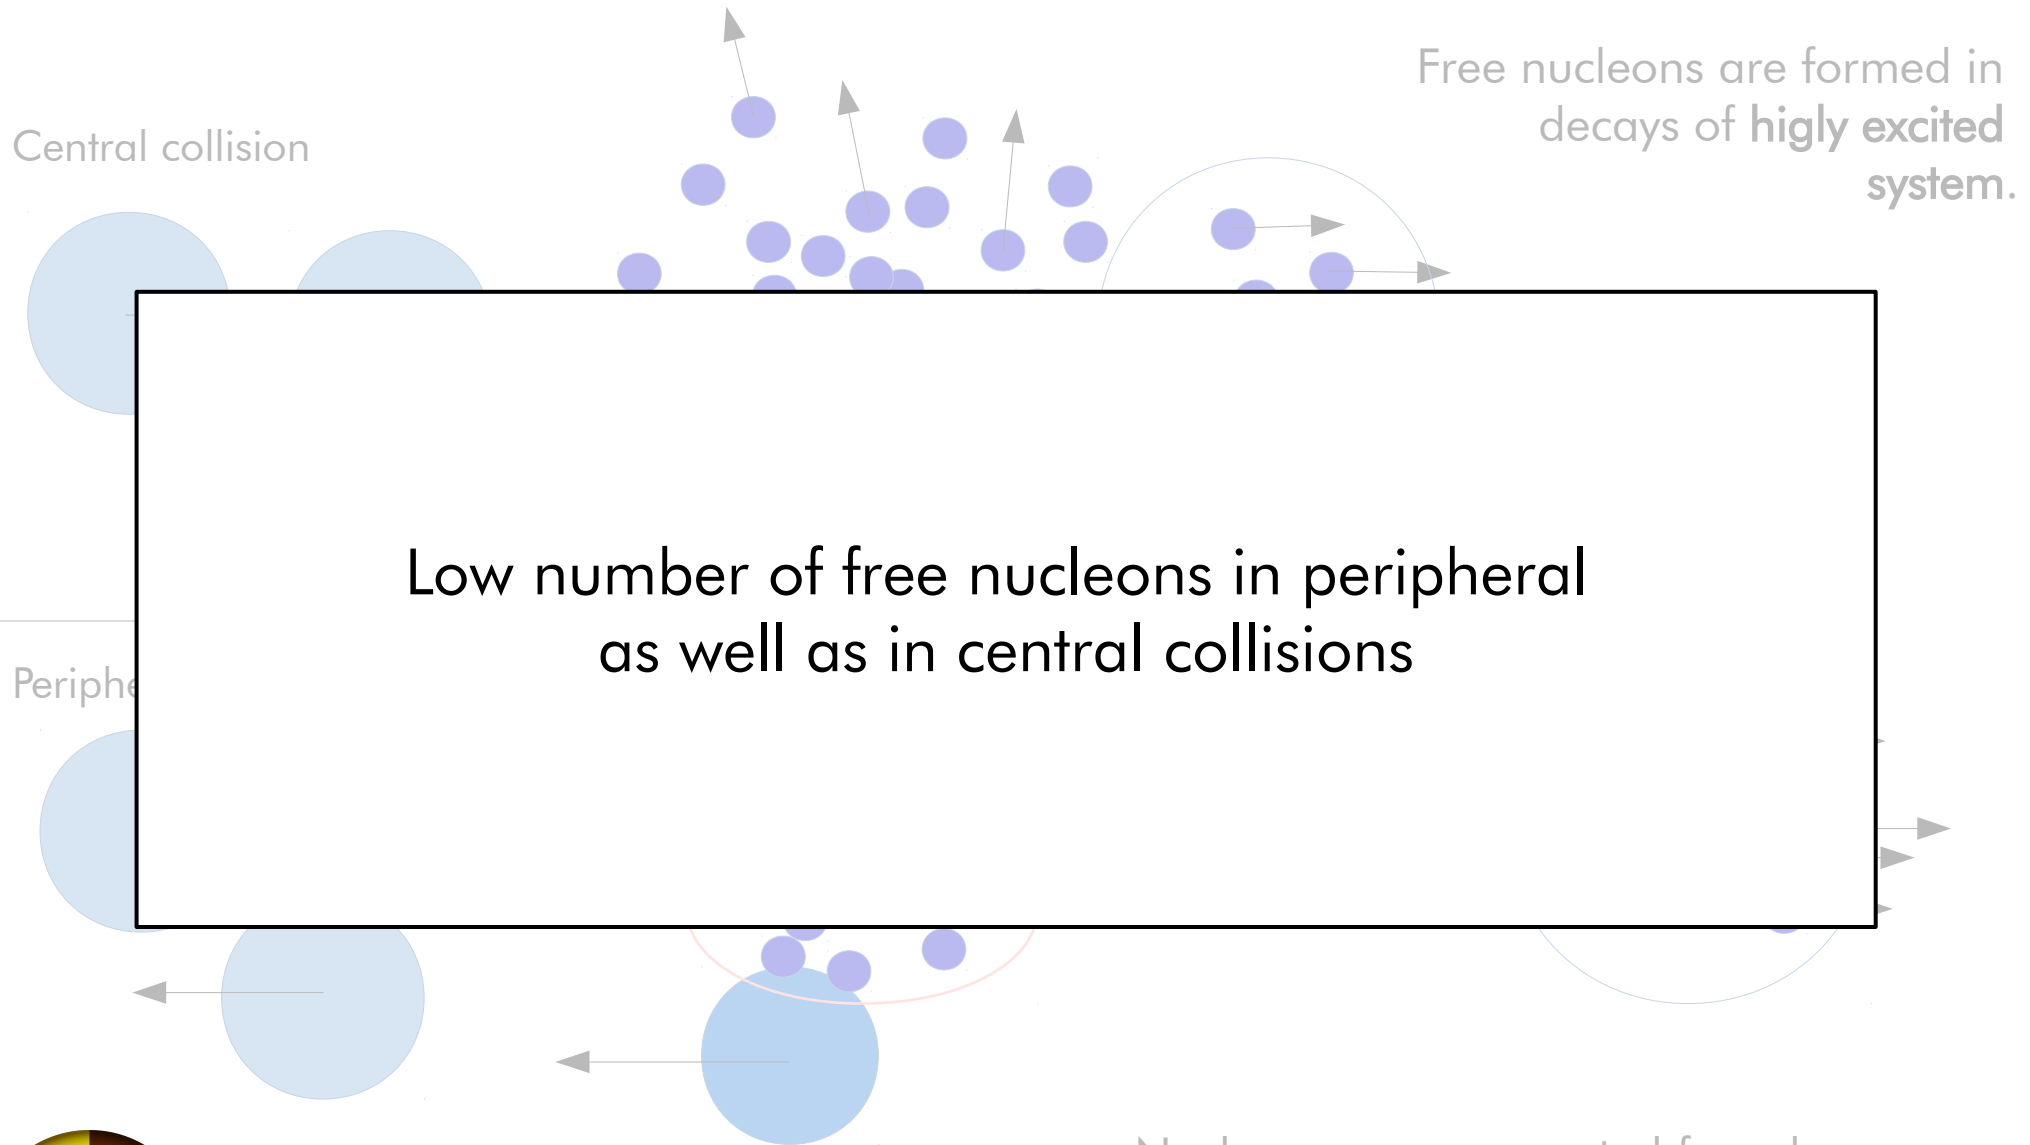 Free nucleons are formed in
decays of higly excited
system.
Central collision
Low number of free nucleons in peripheral
as well as in central collisions